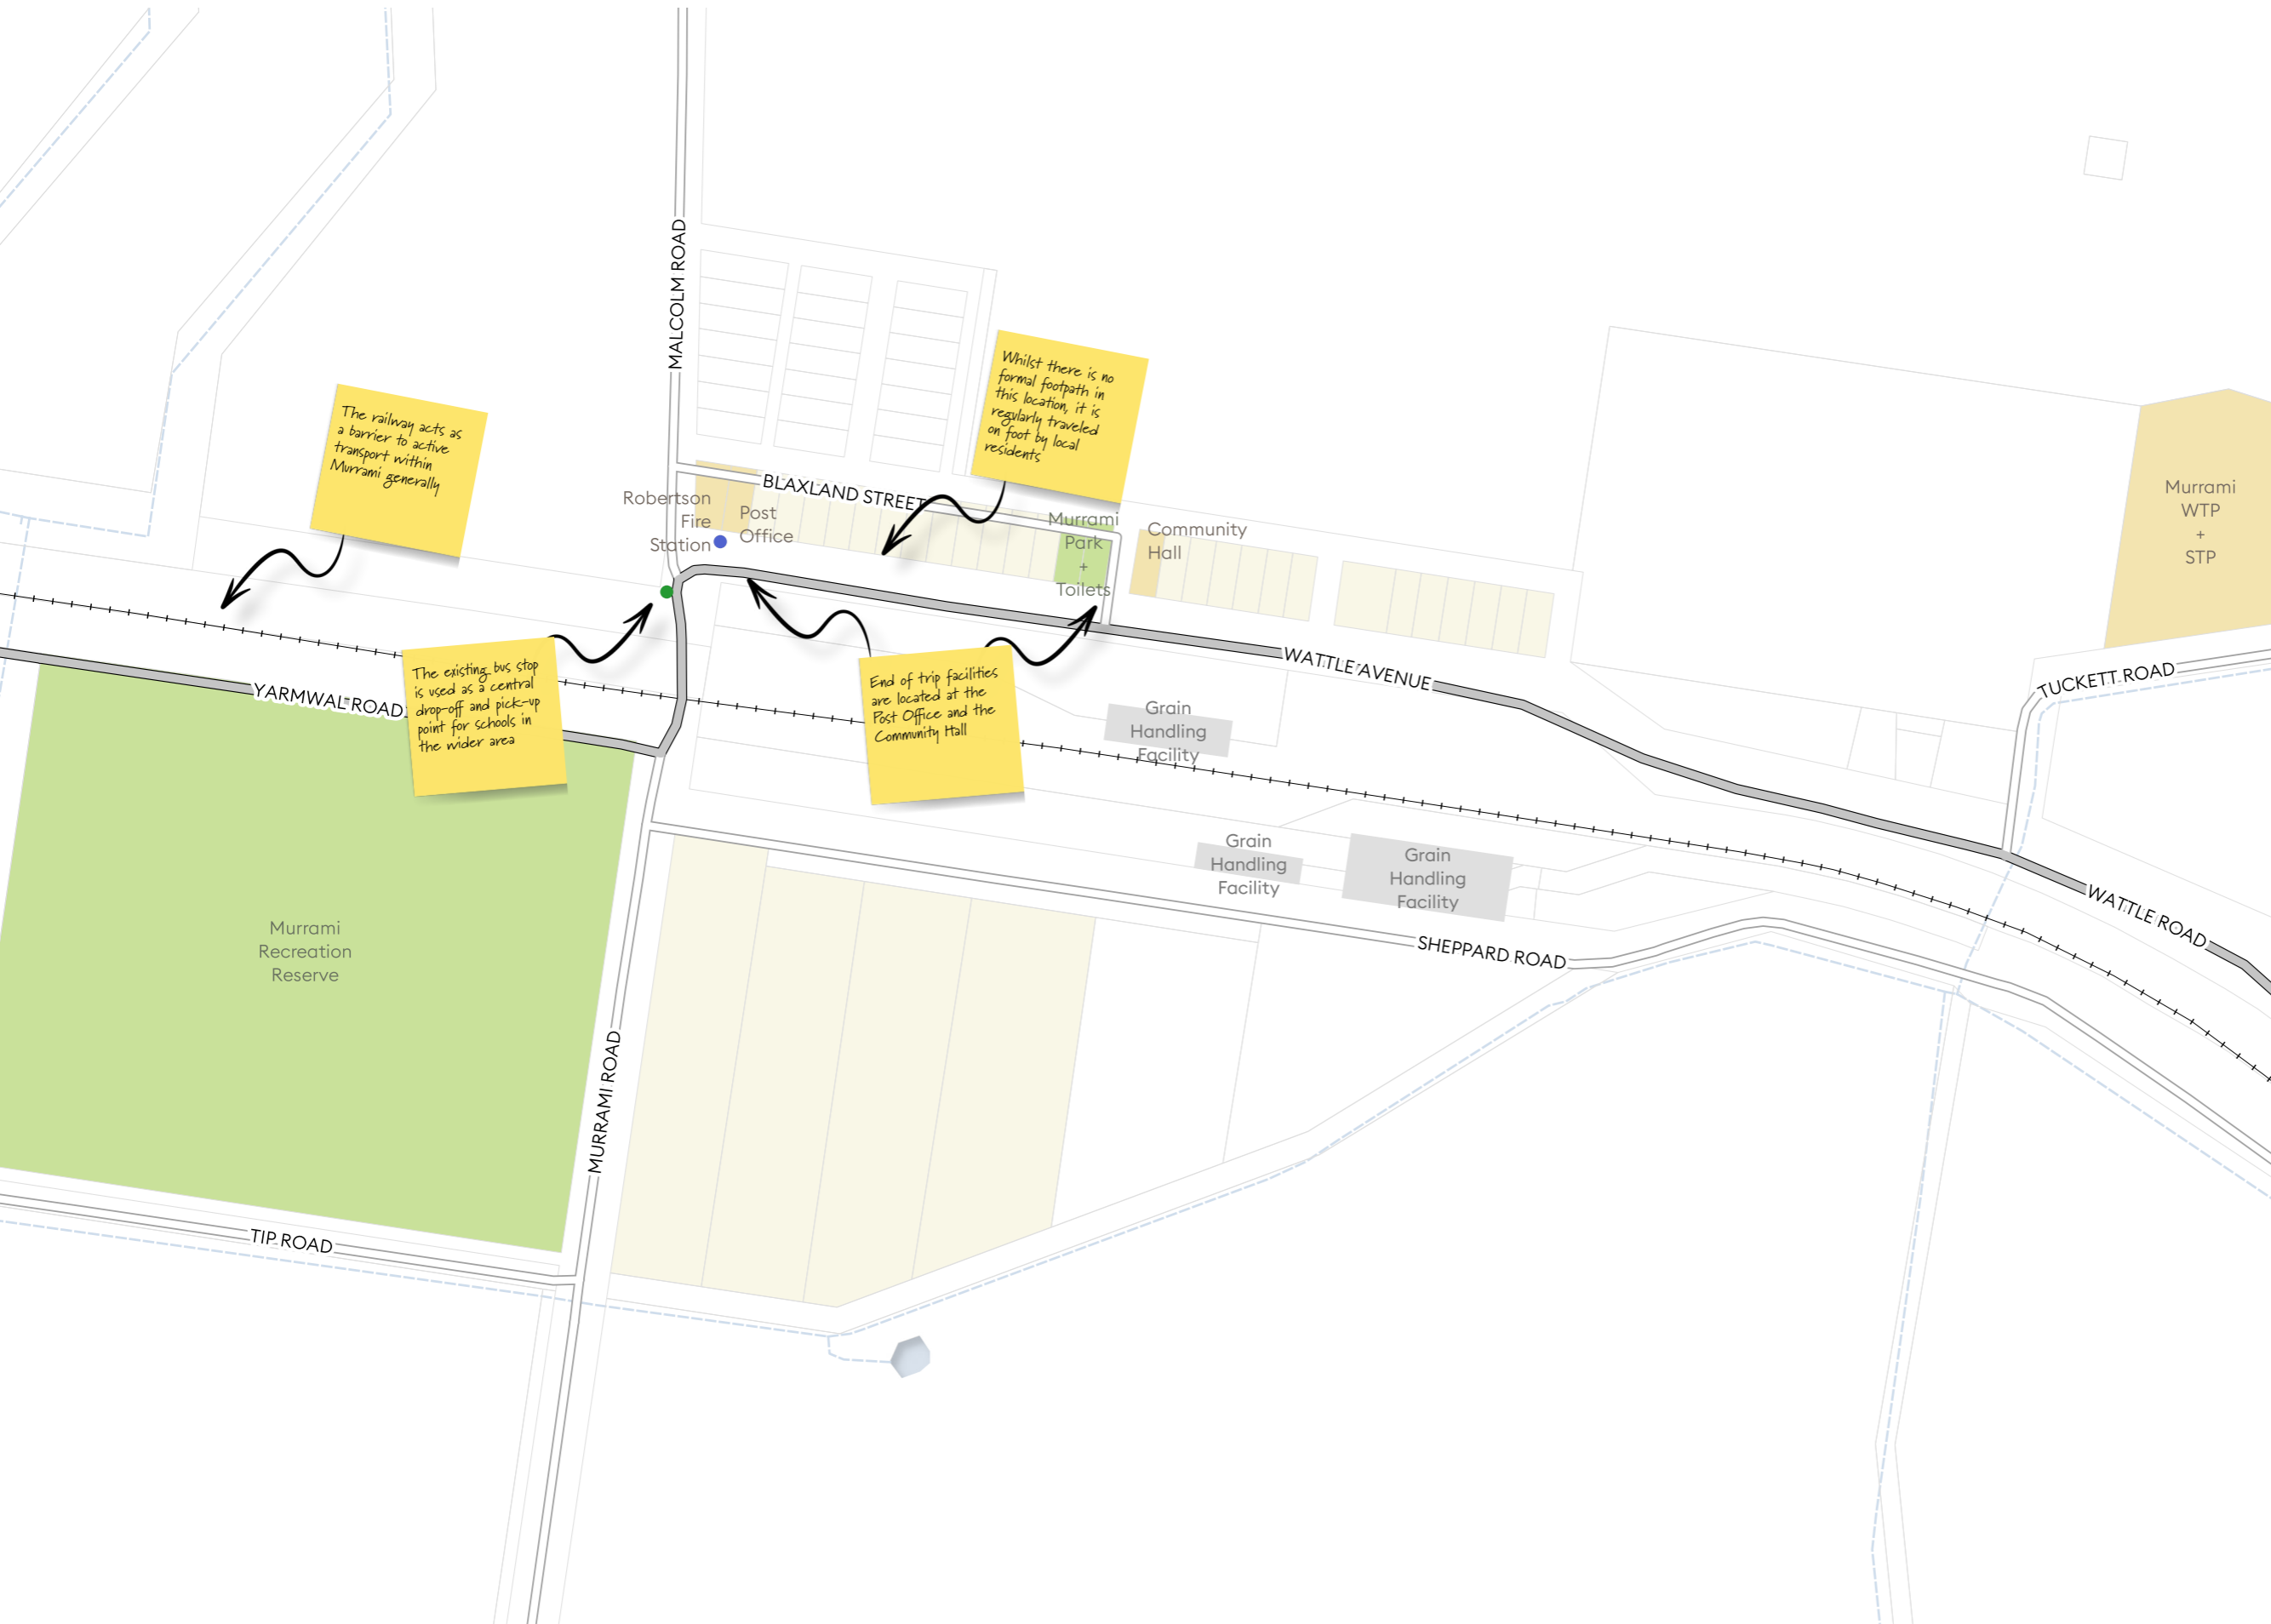 MALCOLM ROAD
Whilst there is no
formal footpath in
this location, it is
regularly traveled
on foot by local
residents
The railway acts as
a barrier to active
transport within
Murrami generally
BLAXLAND STREET
Robertson
Fire
Station
Post
Office
Murrami
Park
+
Toilets
Community
Hall
Murrami
WTP
+
STP
TUCKETT ROAD
WATTLE AVENUE
YARMWAL ROAD
The existing bus stop
is used as a central
drop-off and pick-up
point for schools in
the wider area
End of trip facilities
are located at the
Post Office and the
Community Hall
Grain
Handling
Facility
Grain
Handling
Facility
Grain
Handling
Facility
WATTLE ROAD
SHEPPARD ROAD
Murrami
Recreation
Reserve
MURRAMI ROAD
TIP ROAD